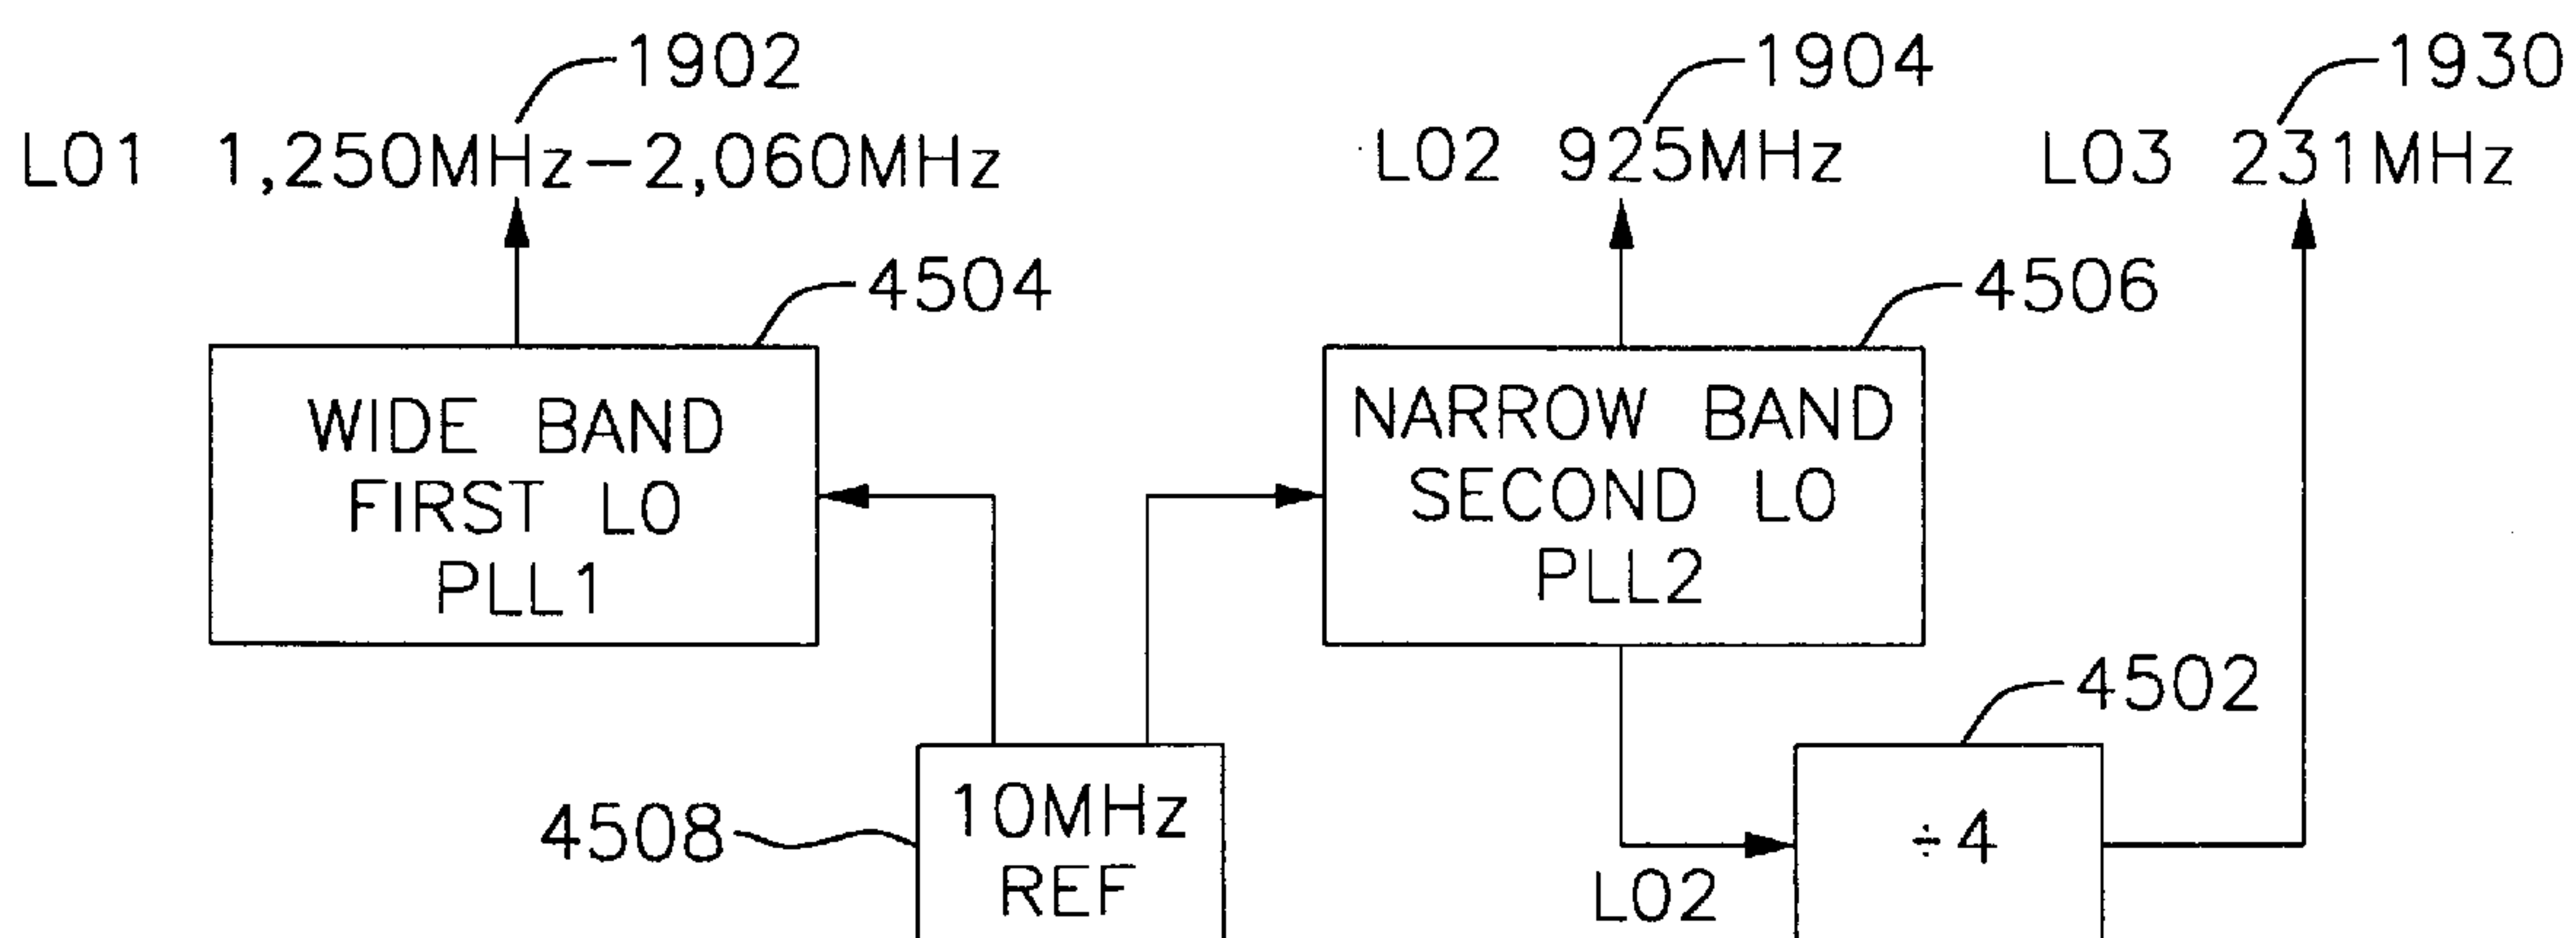 1902
1904
1930
LO1 1,250MHz-2,060MHz
LO2 925MHz
LO3 231MHz
4504
4506
WIDE BAND
FIRST LO
PLL1
NARROW BAND
SECOND LO
PLL2
4502
4508
10MHz
REF
÷4
LO2